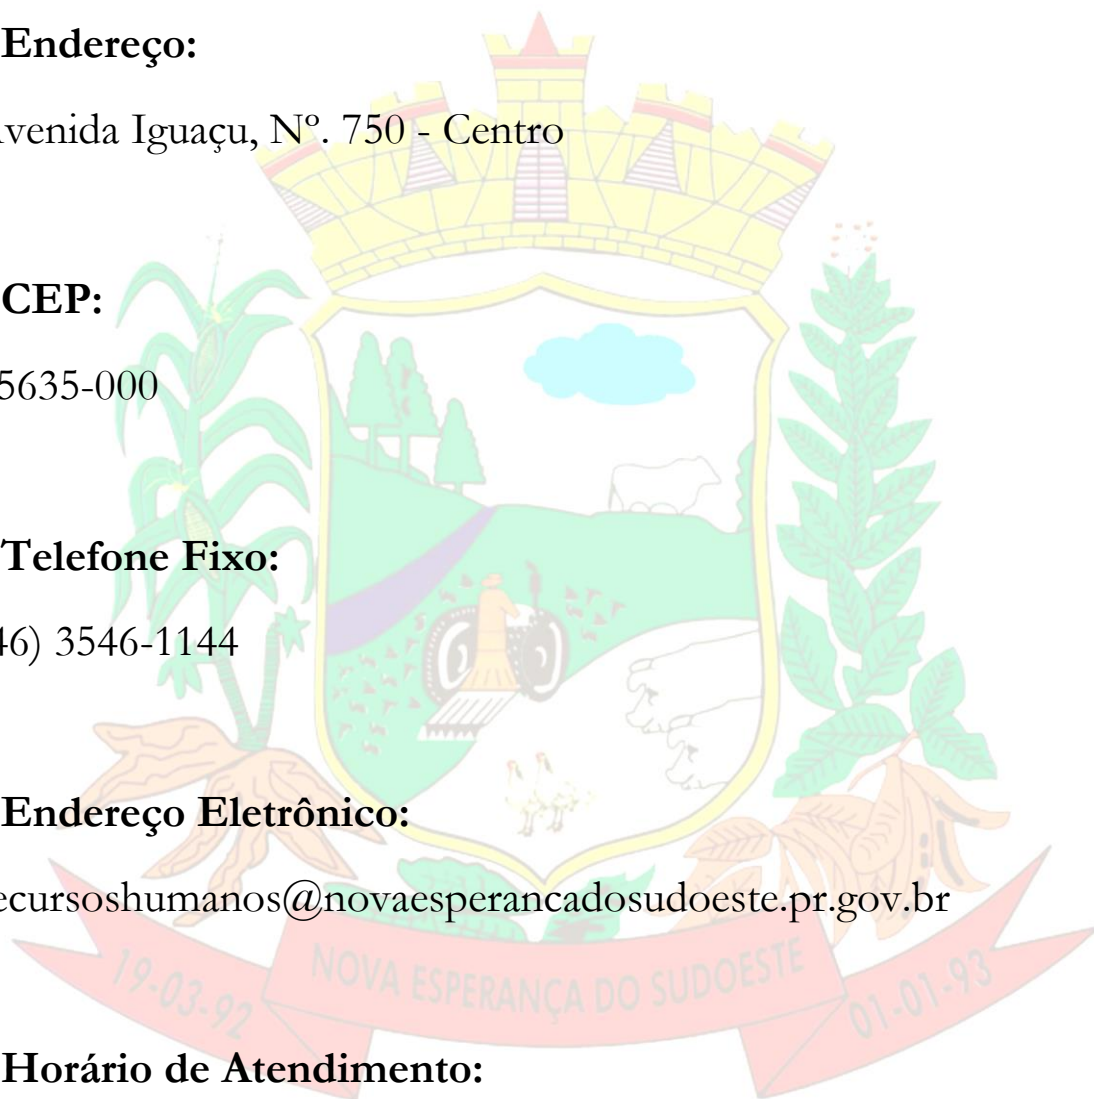 Endereço:
venida Iguaçu, Nº. 750 - Centro
CEP:
5635-000
Telefone Fixo:
46) 3546-1144
Endereço Eletrônico:
ecursoshumanos@novaesperancadosudoeste.pr.gov.br
19-03-92
NOVA ESPERANÇA DO SUDOESTE
01-01-93
Horário de Atendimento: